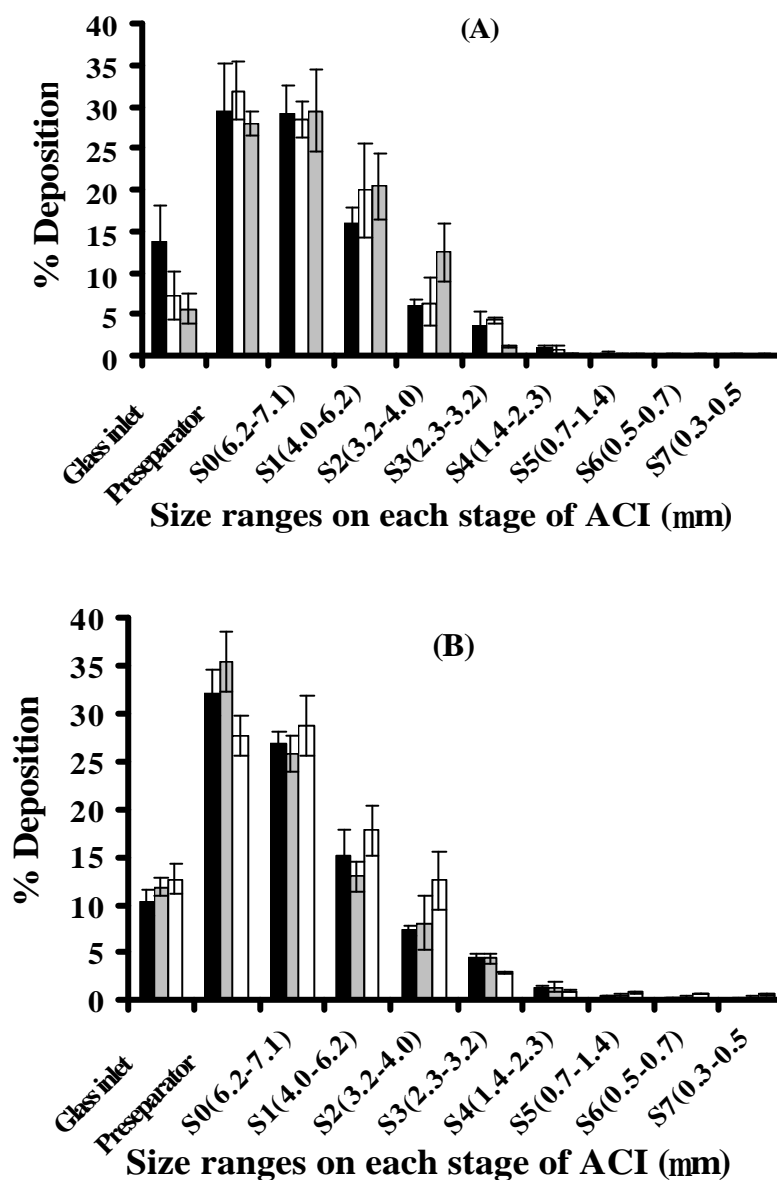 (A)
40
35
30
25
20
15
10
5
0
% Deposition
Glass inlet
Preseparator
S0(6.2-7.1)
S1(4.0-6.2)
S2(3.2-4.0)
S3(2.3-3.2)
S4(1.4-2.3)
S5(0.7-1.4)
S6(0.5-0.7)
S7(0.3-0.5
Size ranges on each stage of ACI (mm)
(B)
40
35
30
25
20
15
10
5
0
% Deposition
Glass inlet
Preseparator
S0(6.2-7.1)
S1(4.0-6.2)
S2(3.2-4.0)
S3(2.3-3.2)
S4(1.4-2.3)
S5(0.7-1.4)
S6(0.5-0.7)
S7(0.3-0.5
Size ranges on each stage of ACI (mm)